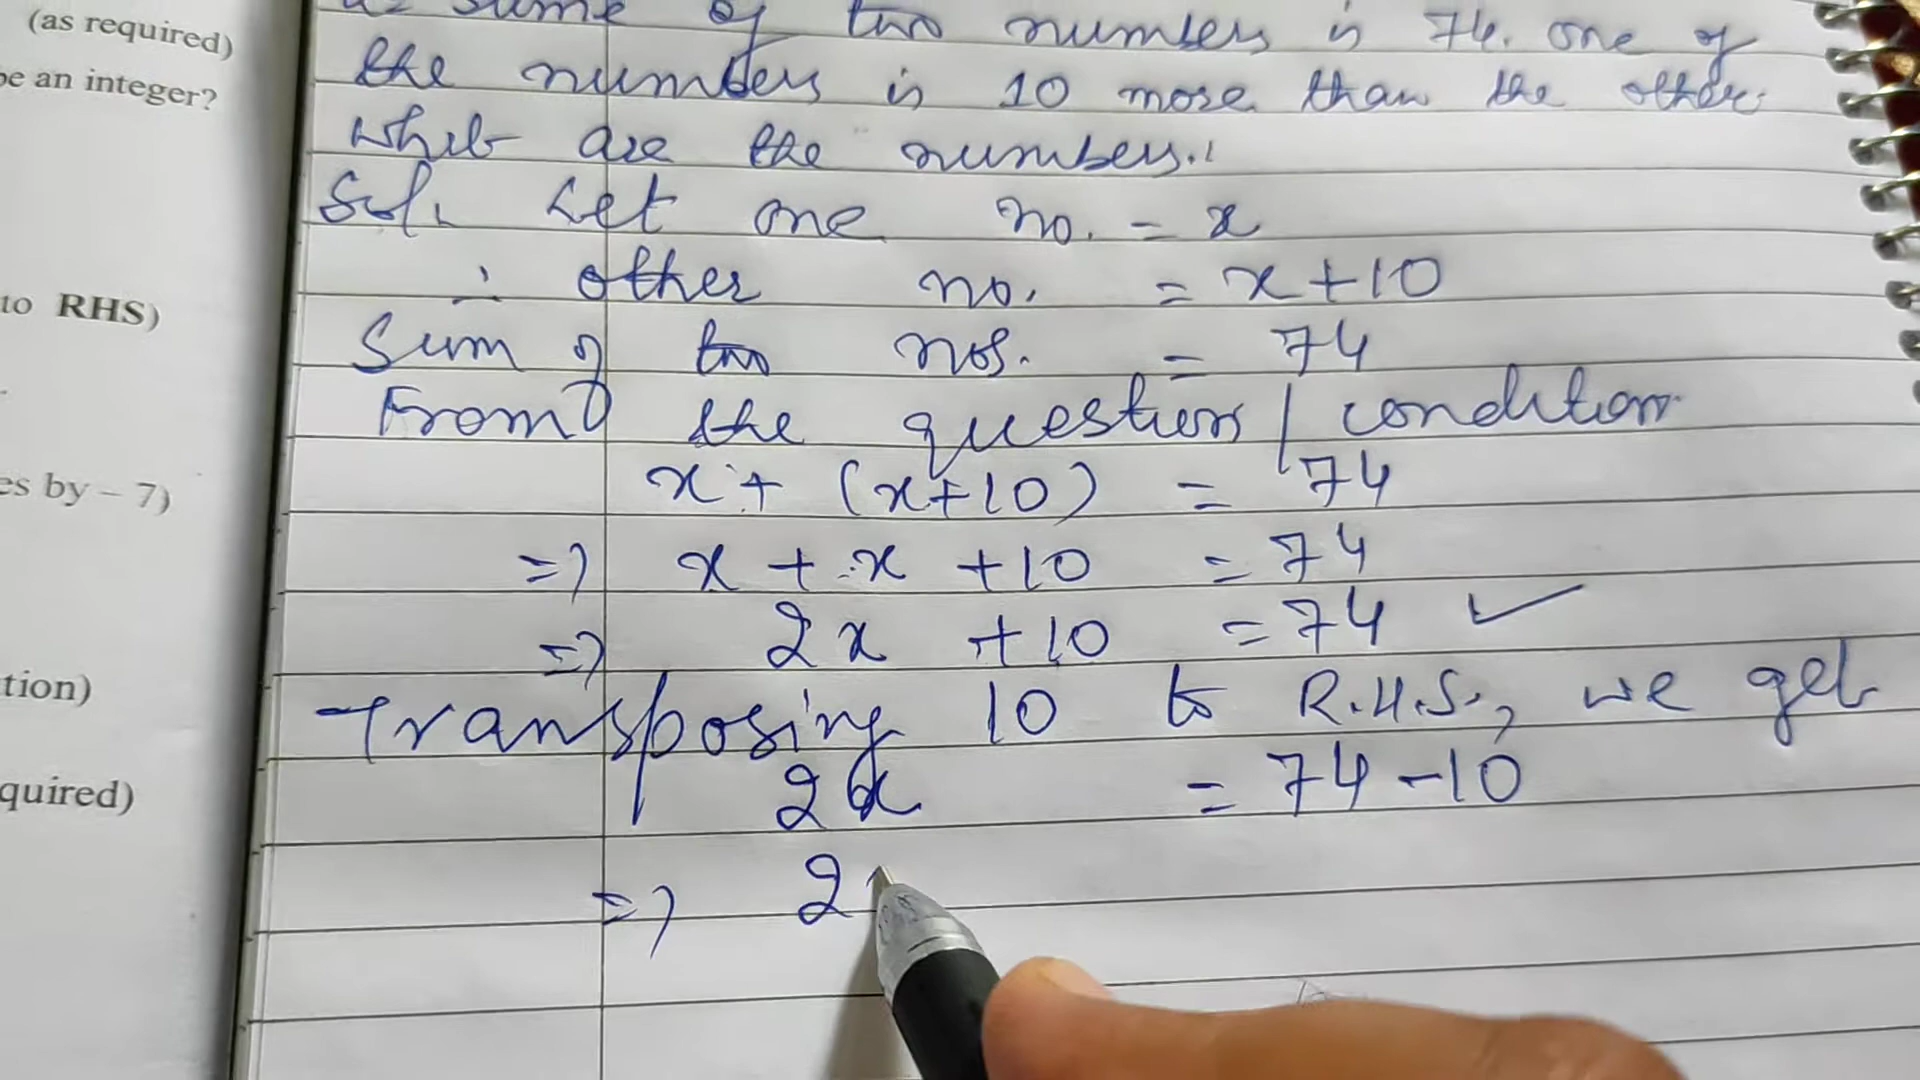 (as required)
be an integer?
to RHS)
es by – 7)
tion)
quired)
sume of two numbers is 74. one of
the numbers is 10 more than the other.
What are the numbers.
Sol. Let one no. = x
∴ other no. = x + 10
Sum of two nos. = 74
From the question / condition
x + (x+10) = 74
=> x + x + 10 = 74
=> 2x + 10 = 74 ✓
Transposing 10 to R.H.S., we get
2x = 74 - 10
=> 2